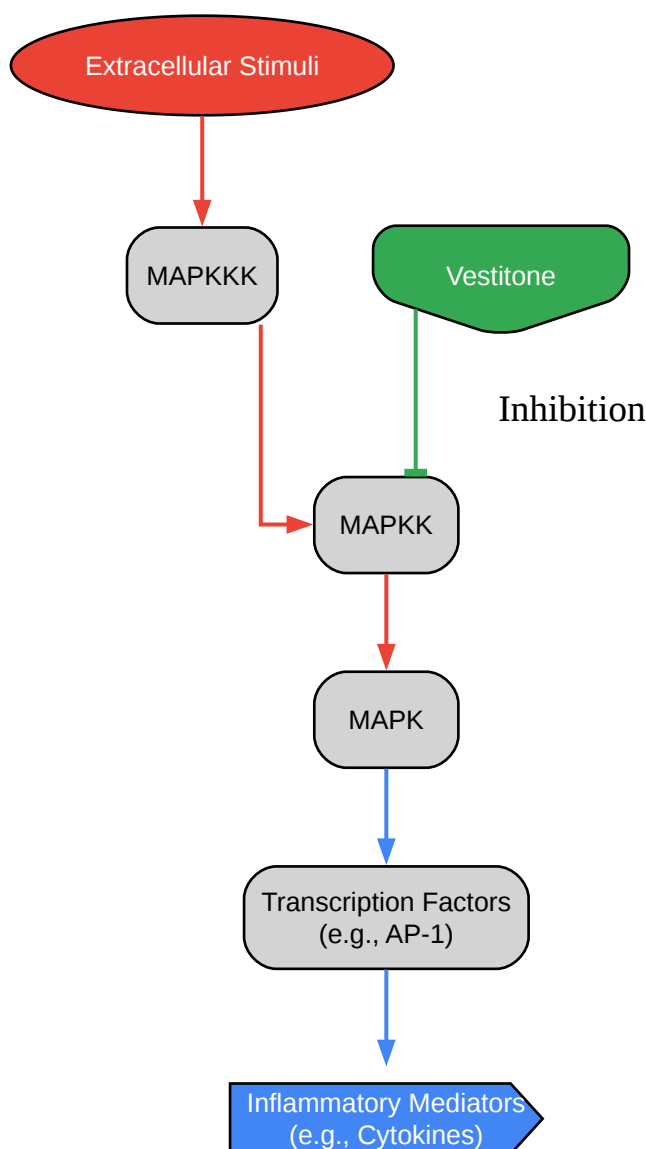 Extracellular Stimuli
MAPKKK
Vestitone
Inhibition
MAPKK
MAPK
Transcription Factors
(e.g., AP-1)
Inflammatory Mediators
(e.g., Cytokines)